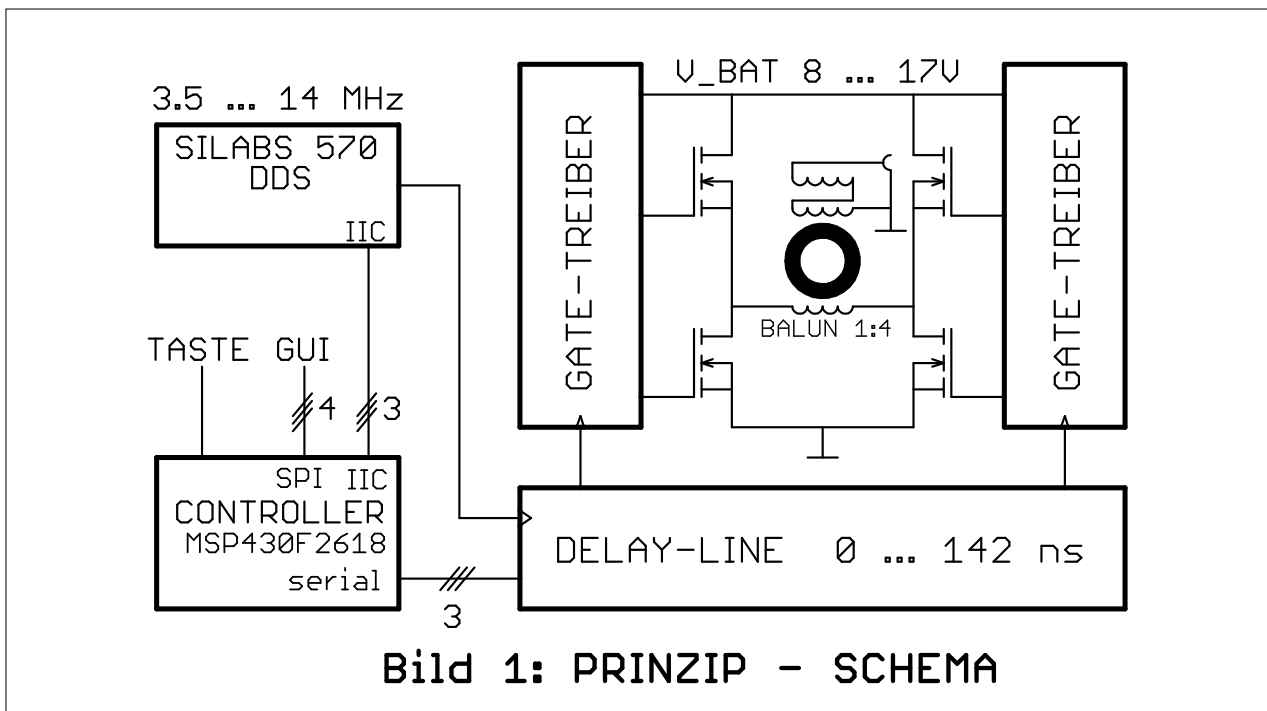 3.5 ... 14 MHz
SILABS 570
DDS
IIC
TASTE GUI
4
3
SPI IIC
CONTROLLER
MSP430F2618
serial
3
GATE-TREIBER
V_BAT 8 ... 17V
BALUN 1:4
GATE-TREIBER
DELAY-LINE 0 ... 142 ns
Bild 1: PRINZIP - SCHEMA